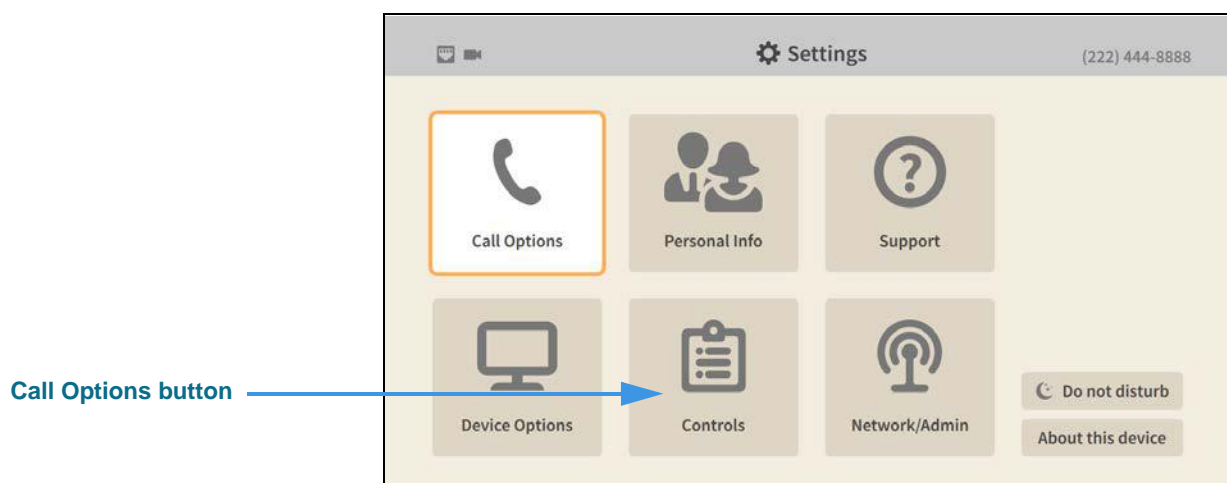 Settings
(222) 444-8888
Call Options
Personal Info
Support
Call Options button
Device Options
Controls
Network/Admin
Do not disturb
About this device